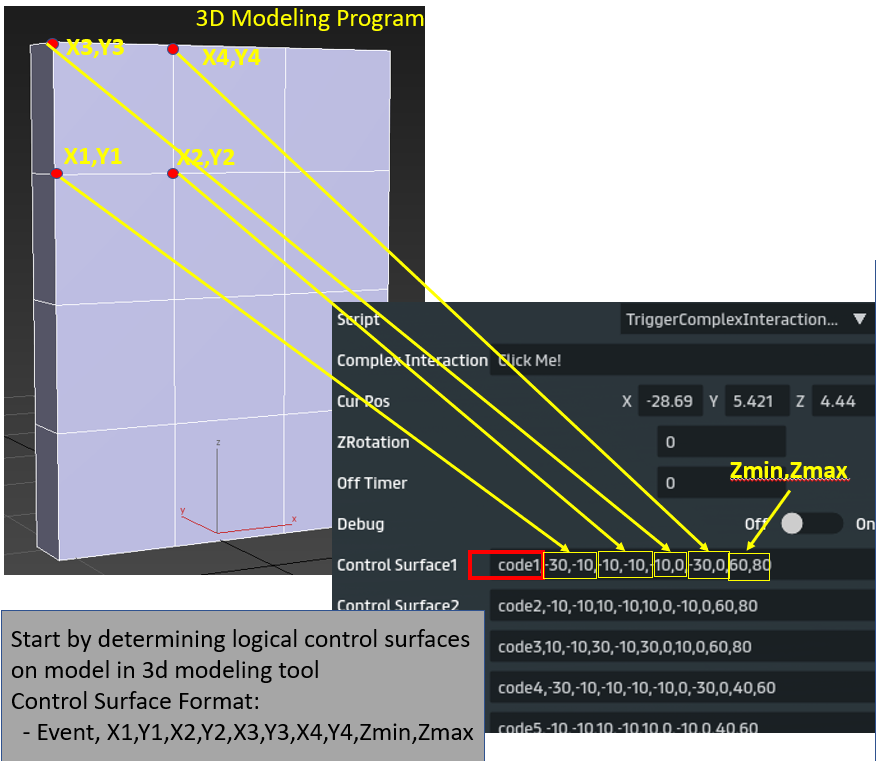 3D Modeling Program
X3,Y3
X4,Y4
X1,Y1
X2,Y2
z
y
x
Script
TriggerComplexInteraction...
Complex Interaction
Click Me!
Cur Pos
X -28.69 Y 5.421 Z 4.44
ZRotation
0
Zmin,Zmax
Off Timer
0
Debug
Off
On
Control Surface1
code1,-30,-10,-10,-10,-10,0,-30,0,60,80
Control Surface2
code2,-10,-10,10,-10,10,0,-10,0,60,80
code3,10,-10,30,-10,30,0,10,0,60,80
code4,-30,-10,-10,-10,-10,0,-30,0,40,60
code5,-10,-10,10,-10,10,0,-10,0,40,60
Start by determining logical control surfaces
on model in 3d modeling tool
Control Surface Format:
- Event, X1,Y1,X2,Y2,X3,Y3,X4,Y4,Zmin,Zmax